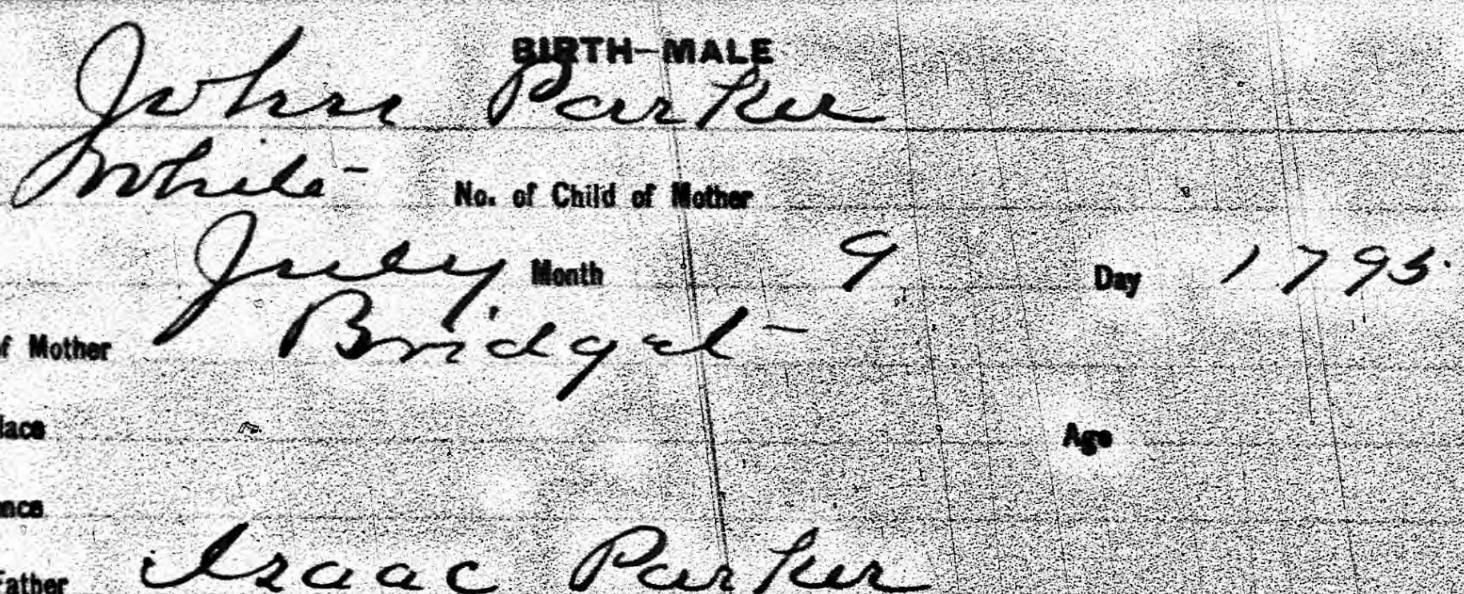 BIRTH—MALE
John Parker
White No. of Child of Mother
July Month 9 Day 1795
of Mother Bridget
lace Age
ence
Father Isaac Parker